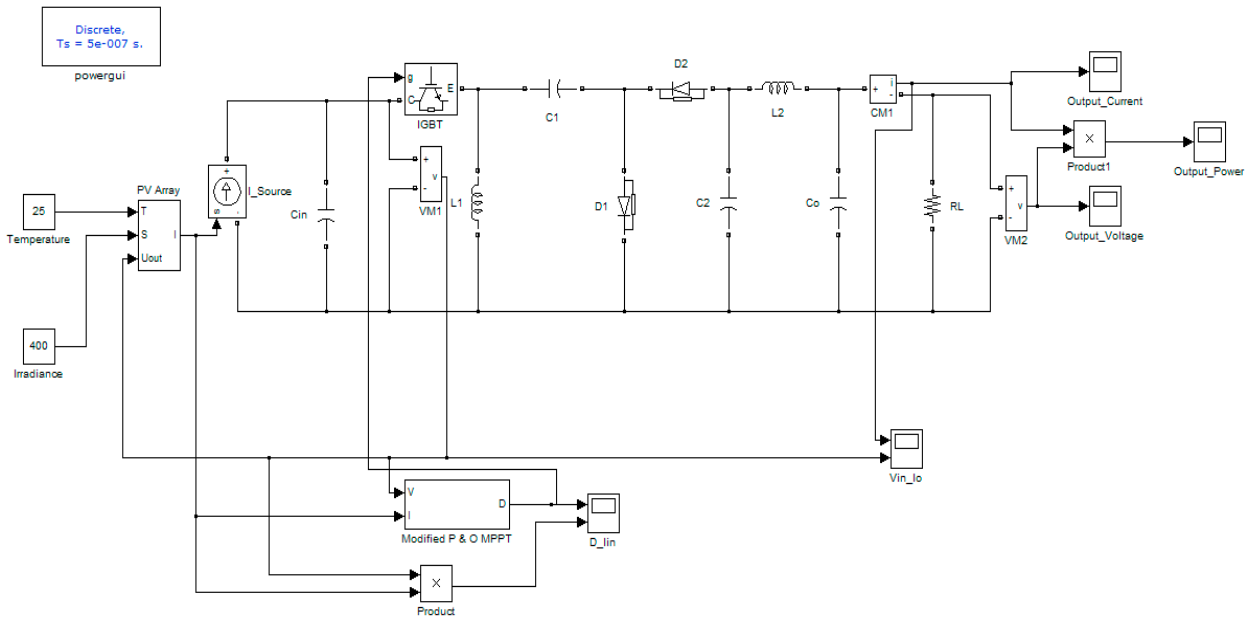 Discrete,
Ts = 5e-007 s.
powergui
g
E
C
IGBT
C1
D2
L2
+
i
-
CM1
Output_Current
Product1
Output_Power
PV Array
+
s
-
I_Source
Cin
+
v
-
VM1
L1
D1
C2
Co
RL
+
v
-
VM2
Output_Voltage
25
Temperature
T
S
I
Uout
400
Irradiance
Vin_Io
V
I
D
Modified P & O MPPT
D_Iin
Product